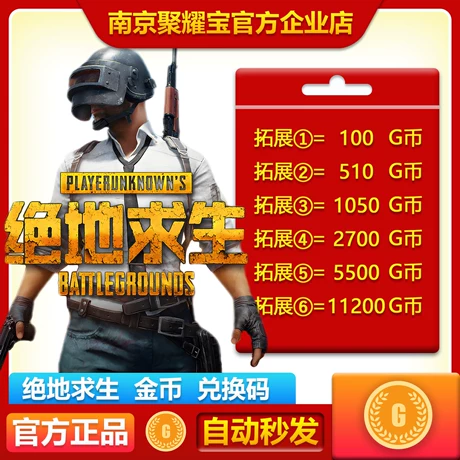 南京聚耀宝官方企业店
拓展①= 100 G币
拓展②= 510 G币
拓展③= 1050 G币
拓展④= 2700 G币
拓展⑤= 5500 G币
拓展⑥= 11200 G币
PLAYERUNKNOWN'S
绝地求生
BATTLEGROUNDS
绝地求生 金币 兑换码
官方正品 G 自动秒发
G